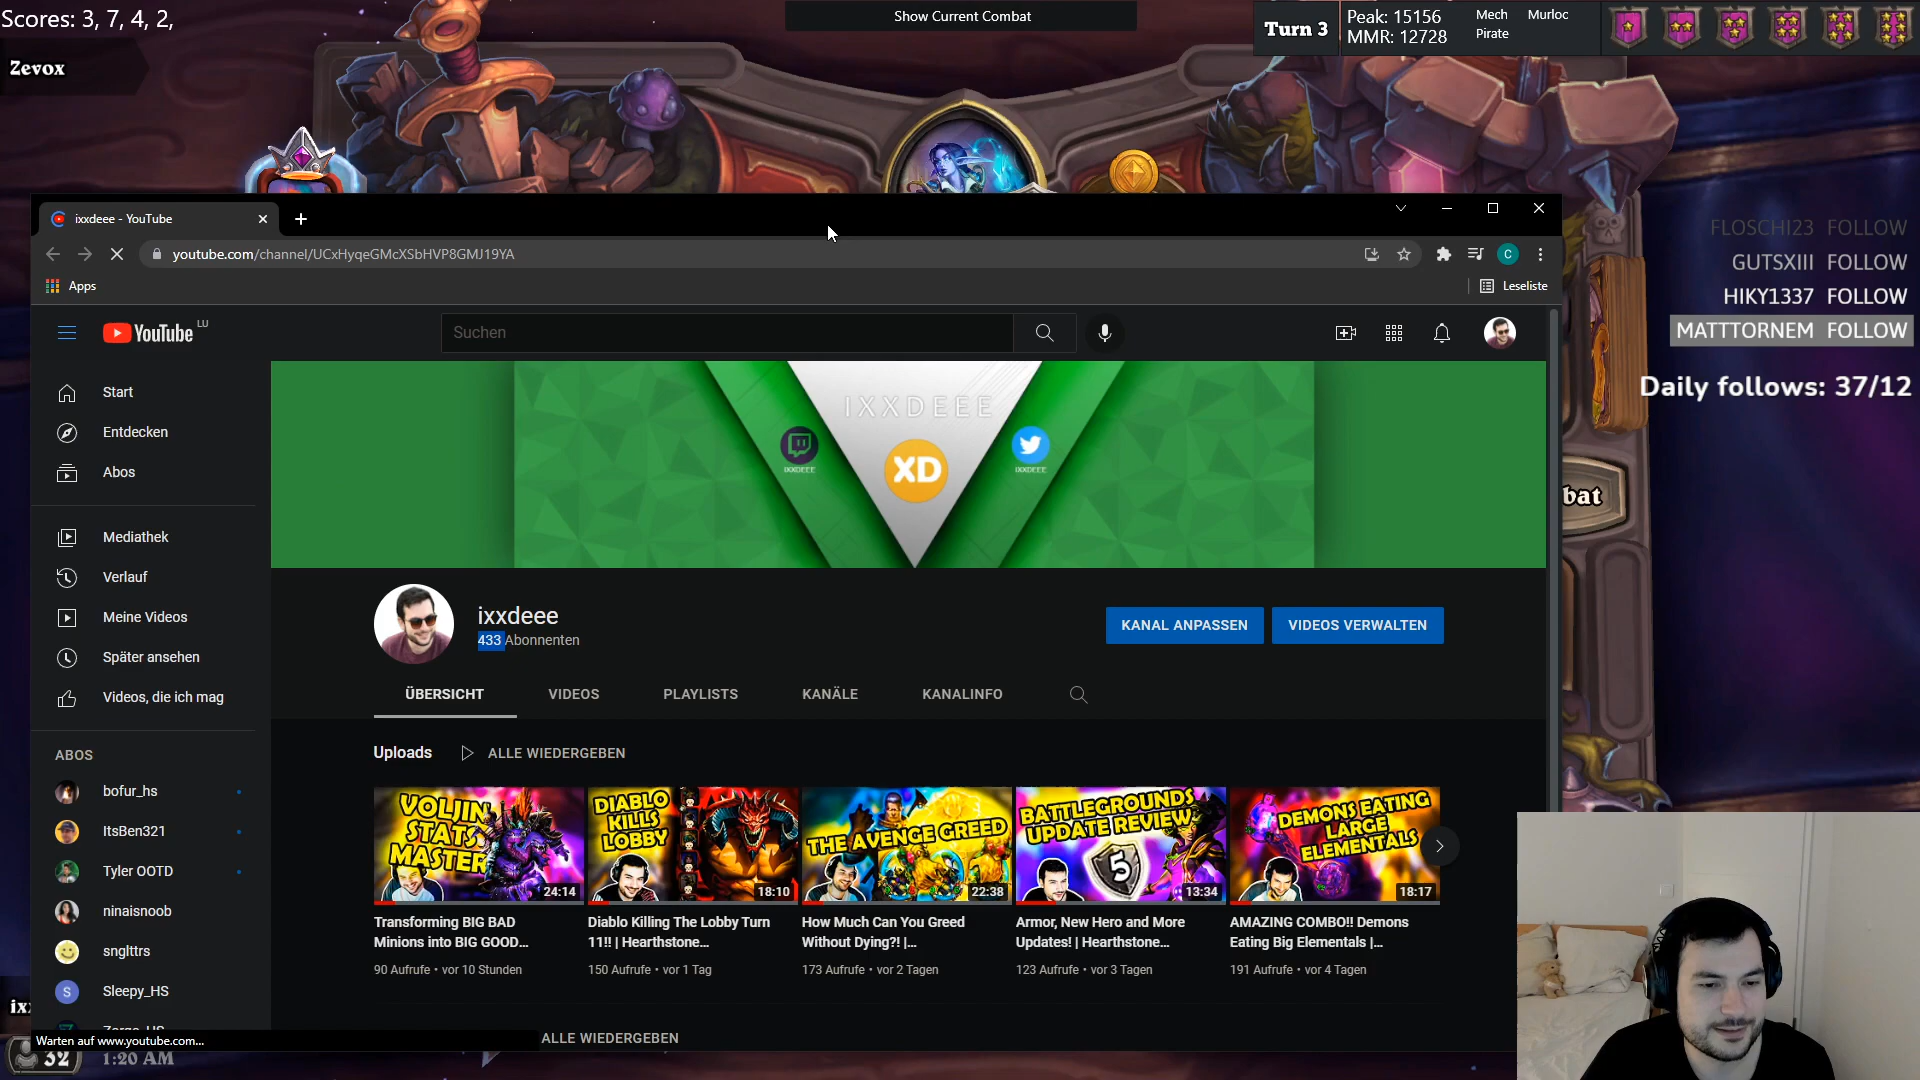 Scores: 3, 7, 4, 2,
Show Current Combat
Turn 3
Peak: 15156
MMR: 12728
Mech
Murloc
Pirate
Zevox
ixxdeee - YouTube
youtube.com/channel/UCxHyqeGMcXSbHVP8GMJ19YA
C
Apps
Leseliste
YouTube LU
Suchen
FLOSCHI23 FOLLOW
GUTSXIII FOLLOW
HIKY1337 FOLLOW
MATTTORNEM FOLLOW
Daily follows: 37/12
Start
Entdecken
Abos
Mediathek
Verlauf
Meine Videos
Später ansehen
Videos, die ich mag
ABOS
bofur_hs
ItsBen321
Tyler OOTD
ninaisnoob
snglttrs
S
Sleepy_HS
IXXDEEE
XD
IXXDEEE
IXXDEEE
bat
ixxdeee
433 Abonnenten
KANAL ANPASSEN
VIDEOS VERWALTEN
ÜBERSICHT
VIDEOS
PLAYLISTS
KANÄLE
KANALINFO
Uploads
ALLE WIEDERGEBEN
VOLJIN
STATS
MASTER
24:14
DIABLO
KILLS
LOBBY
18:10
THE AVENGE GREED
22:38
BATTLEGROUNDS
UPDATE REVIEW
5
13:34
DEMONS EATING
LARGE
ELEMENTALS
18:17
Transforming BIG BAD
Minions into BIG GOOD...
90 Aufrufe • vor 10 Stunden
Diablo Killing The Lobby Turn
11!! | Hearthstone...
150 Aufrufe • vor 1 Tag
How Much Can You Greed
Without Dying?! |...
173 Aufrufe • vor 2 Tagen
Armor, New Hero and More
Updates! | Hearthstone...
123 Aufrufe • vor 3 Tagen
AMAZING COMBO!! Demons
Eating Big Elementals |...
191 Aufrufe • vor 4 Tagen
ALLE WIEDERGEBEN
Warten auf www.youtube.com...
32
1:20 AM